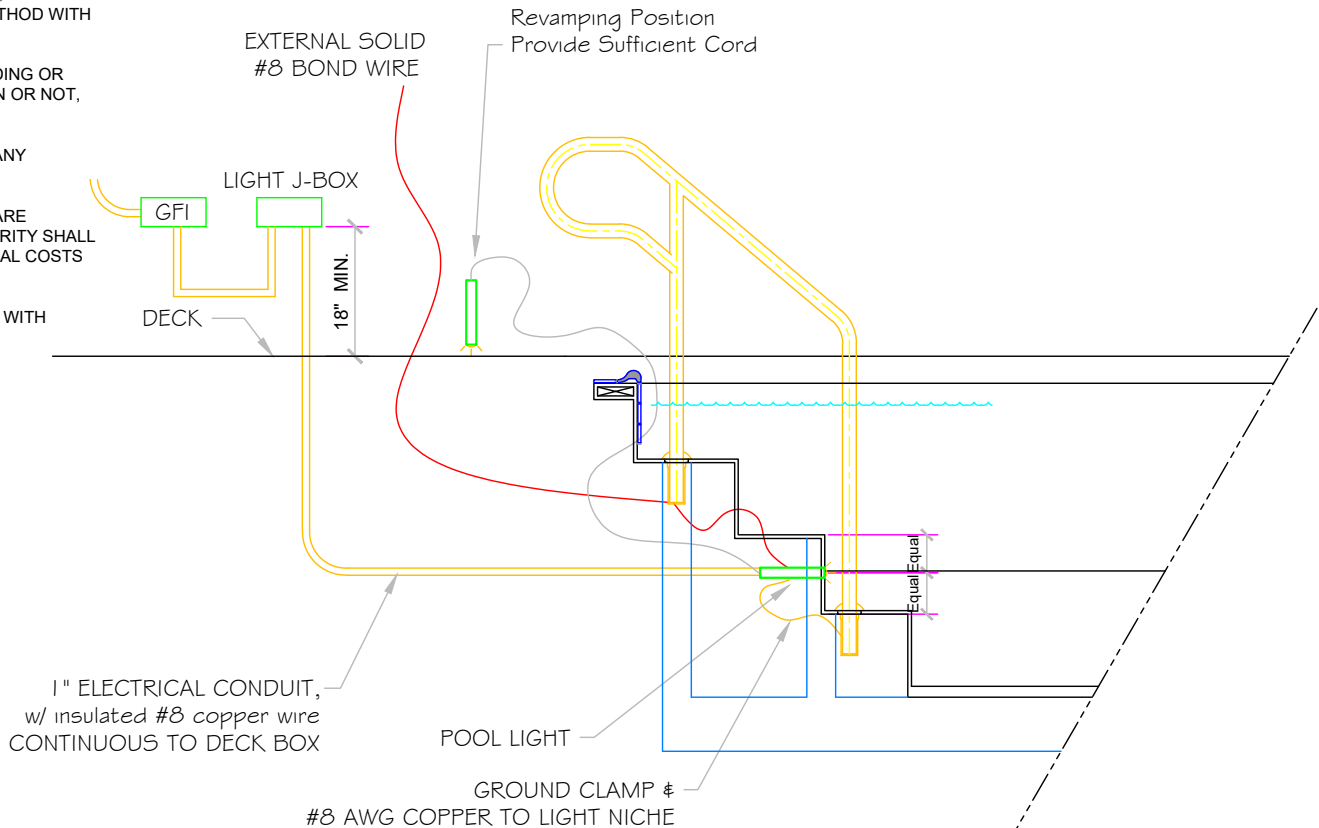 THOD WITH
DING OR
N OR NOT,
ANY
ARE
RITY SHALL
AL COSTS
WITH
EXTERNAL SOLID
#8 BOND WIRE
Revamping Position
Provide Sufficient Cord
LIGHT J-BOX
GFI
18" MIN.
DECK
Equal
Equal
1" ELECTRICAL CONDUIT,
w/ insulated #8 copper wire
CONTINUOUS TO DECK BOX
POOL LIGHT
GROUND CLAMP &
#8 AWG COPPER TO LIGHT NICHE